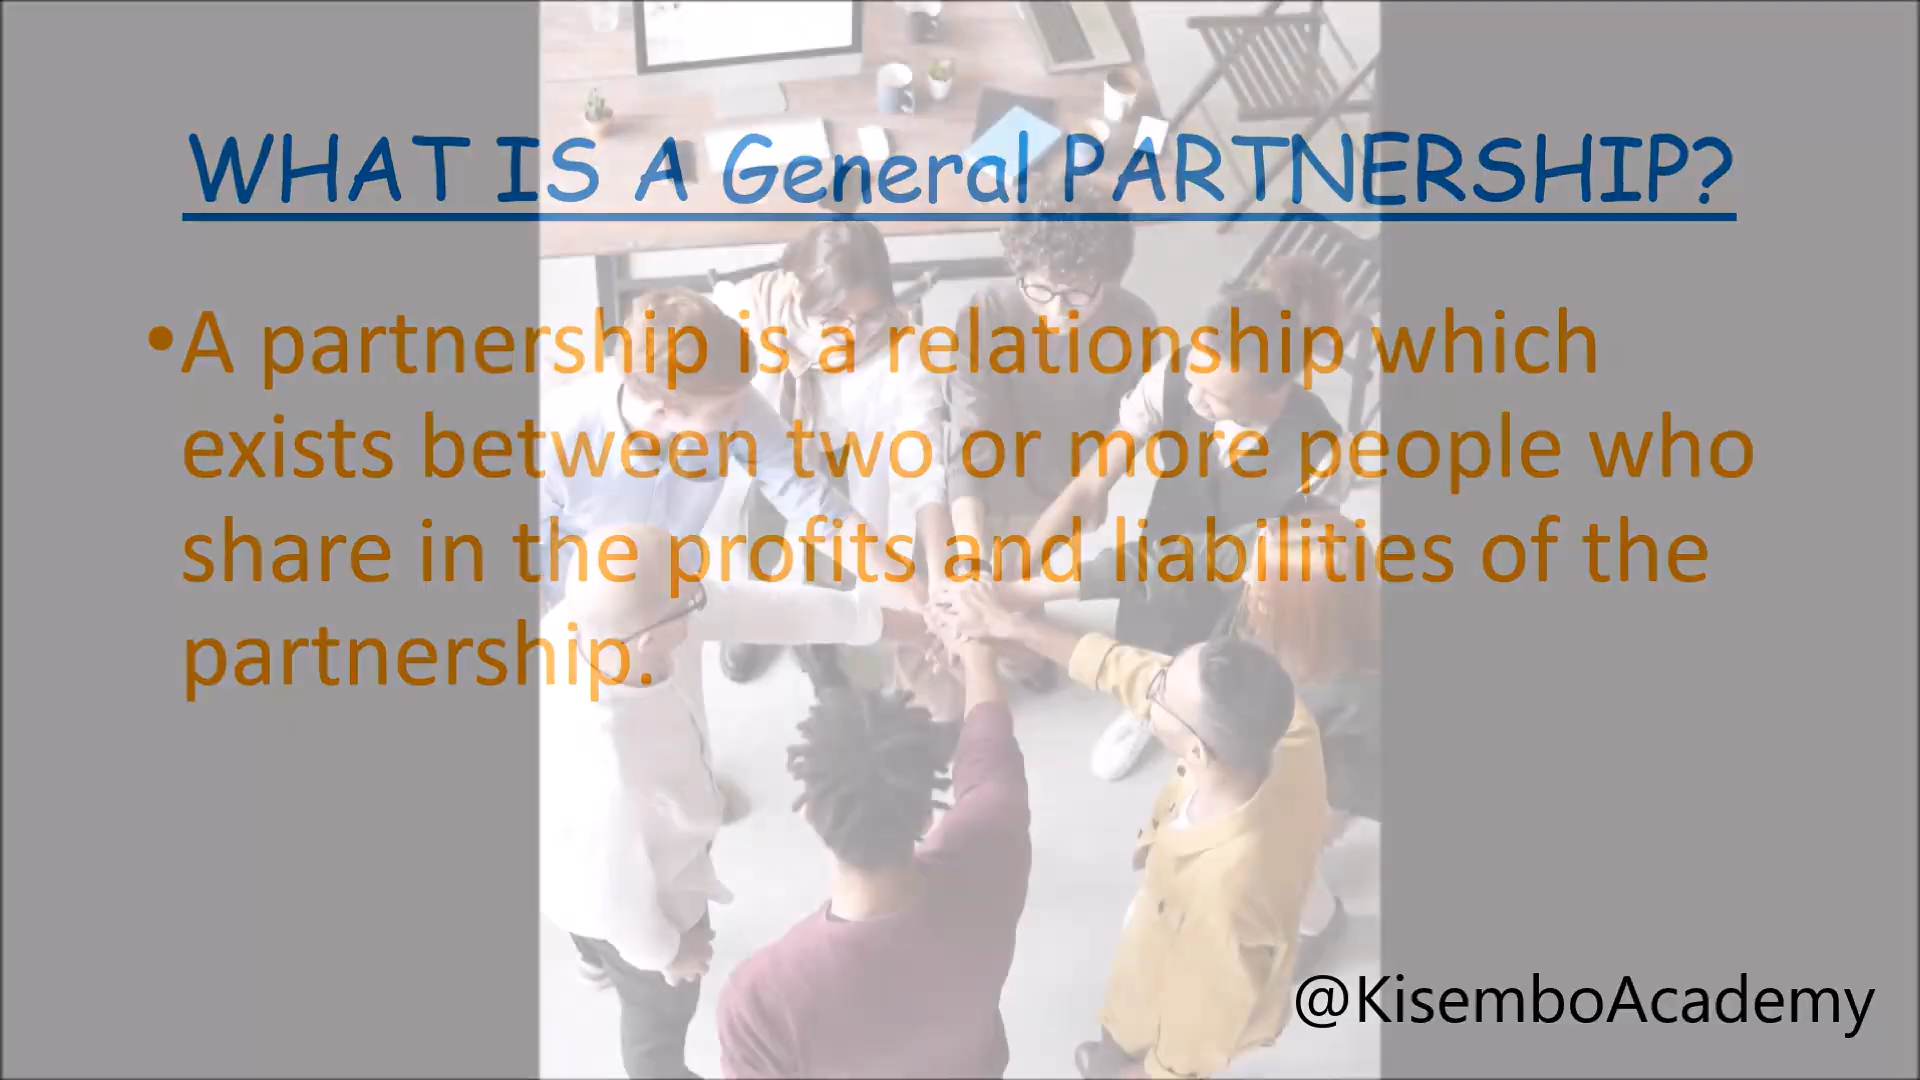 WHAT IS A General PARTNERSHIP?
•A partnership is a relationship which
exists between two or more people who
share in the profits and liabilities of the
partnership.
@KisemboAcademy